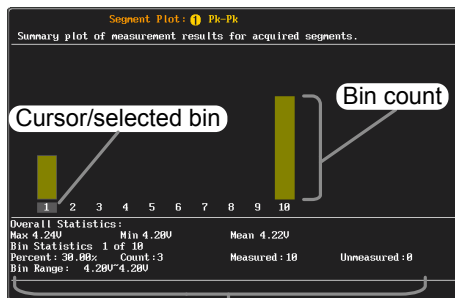 Segment Plot: 1 Pk-Pk
Summary plot of measurement results for acquired segments.
Bin count
Cursor/selected bin
1 2 3 4 5 6 7 8 9 10
Overall Statistics:
Max 4.24V Min 4.20V Mean 4.22V
Bin Statistics 1 of 10
Percent: 30.00% Count:3 Measured:10 Unmeasured:0
Bin Range: 4.20V~4.20V